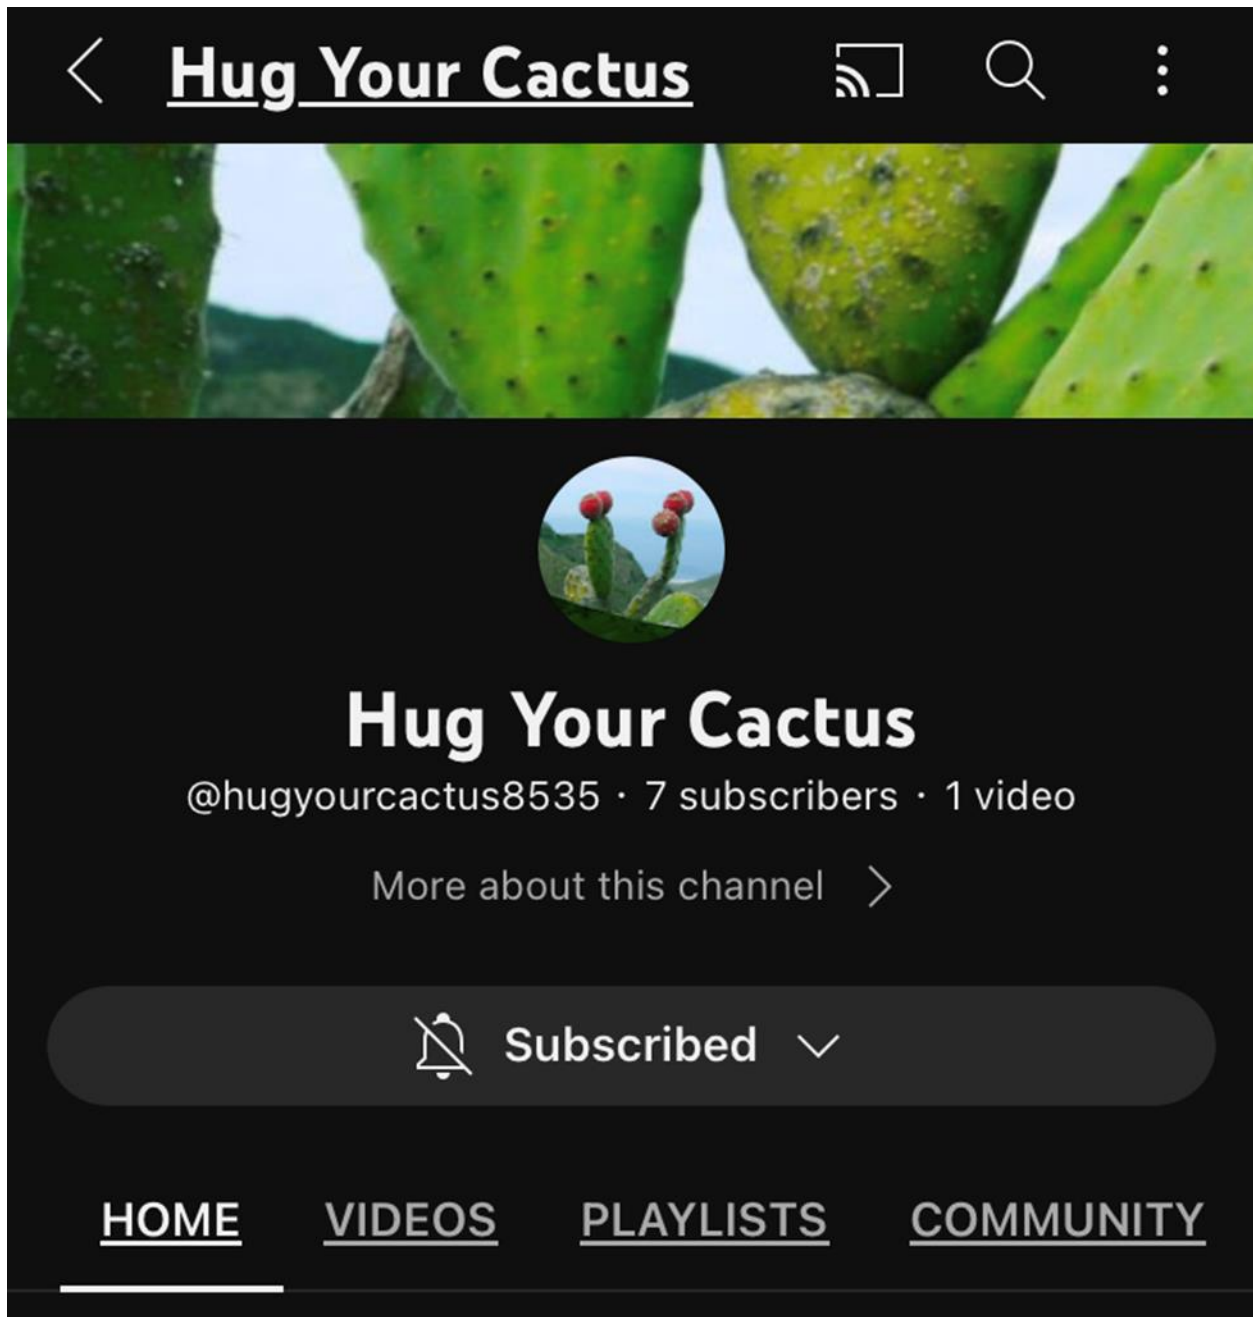 Hug Your Cactus
Hug Your Cactus
@hugyourcactus8535 · 7 subscribers · 1 video
More about this channel
Subscribed
HOME VIDEOS PLAYLISTS COMMUNITY